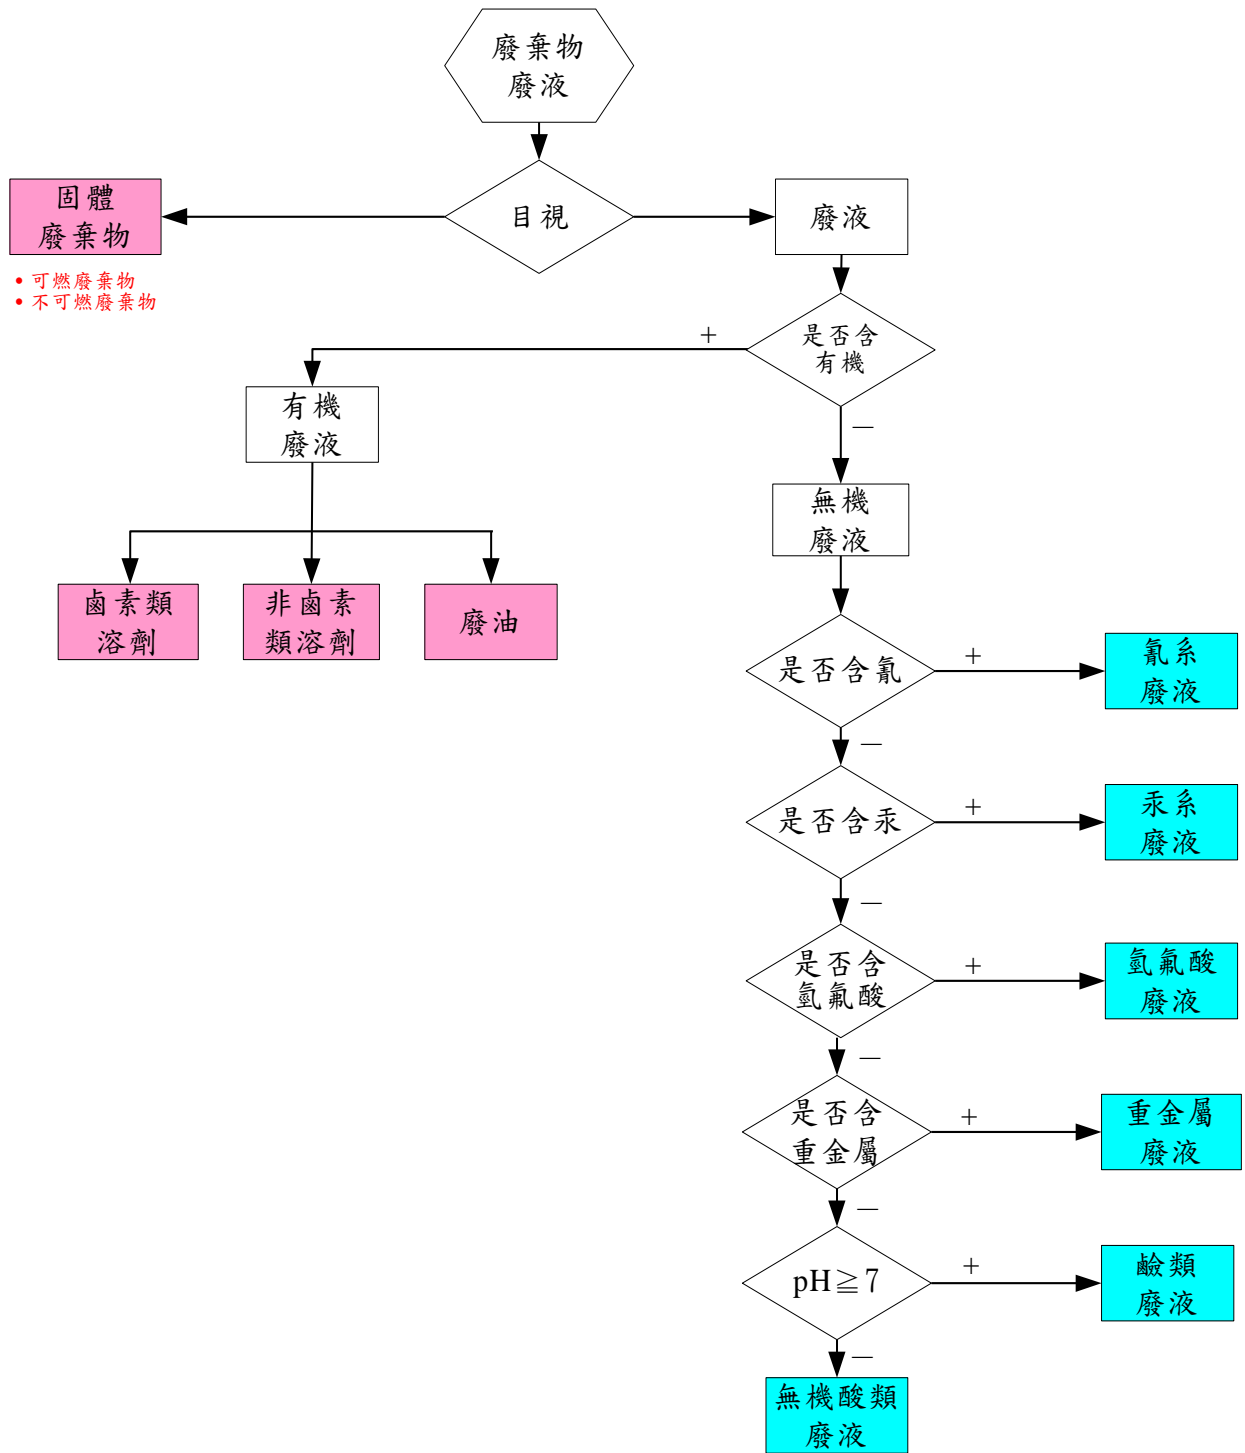 廢棄物
廢液
目視
固體
廢棄物
• 可燃廢棄物
• 不可燃廢棄物
廢液
是否含
有機
+
—
有機
廢液
鹵素類
溶劑
非鹵素
類溶劑
廢油
無機
廢液
是否含氰
+
氰系
廢液
—
是否含汞
+
汞系
廢液
—
是否含
氫氟酸
+
氫氟酸
廢液
—
是否含
重金屬
+
重金屬
廢液
—
pH≧7
+
鹼類
廢液
—
無機酸類
廢液